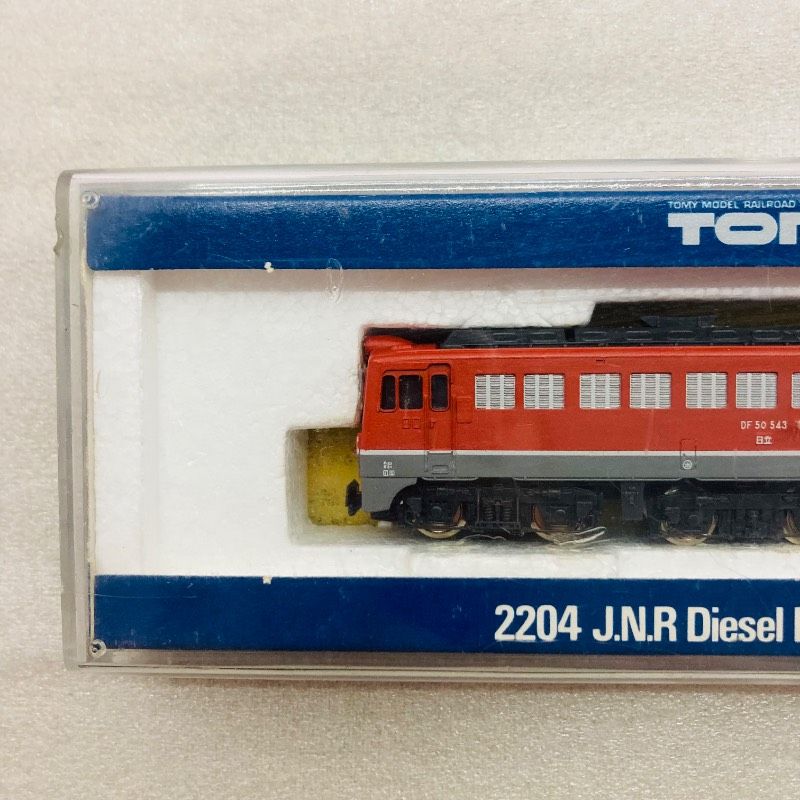 TOMY MODEL RAILROAD
TOM
DF 50 543
日立
2204 J.N.R Diesel